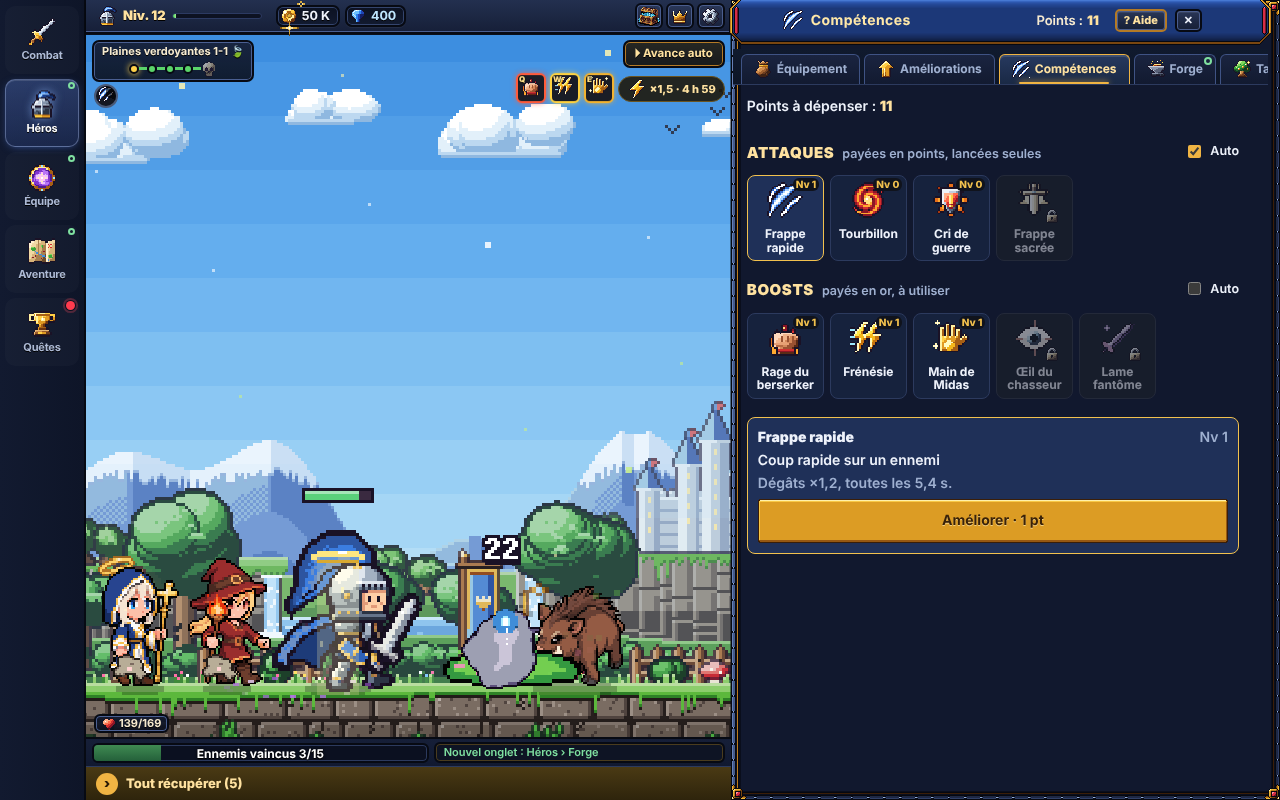 Combat
Héros
Équipe
Aventure
Quêtes
Niv. 12
50 K
400
Plaines verdoyantes 1-1
Avance auto
Q
W
E
×1,5 · 4 h 59
22
139/169
Ennemis vaincus 3/15
Nouvel onglet : Héros › Forge
Tout récupérer (5)
Compétences
Points : 11
? Aide
×
Équipement
Améliorations
Compétences
Forge
Ta
Points à dépenser : 11
ATTAQUES payées en points, lancées seules
Auto
Nv 1
Nv 0
Nv 0
Frappe rapide
Tourbillon
Cri de guerre
Frappe sacrée
BOOSTS payés en or, à utiliser
Auto
Nv 1
Nv 1
Nv 1
Rage du berserker
Frénésie
Main de Midas
Œil du chasseur
Lame fantôme
Frappe rapide
Nv 1
Coup rapide sur un ennemi
Dégâts ×1,2, toutes les 5,4 s.
Améliorer · 1 pt